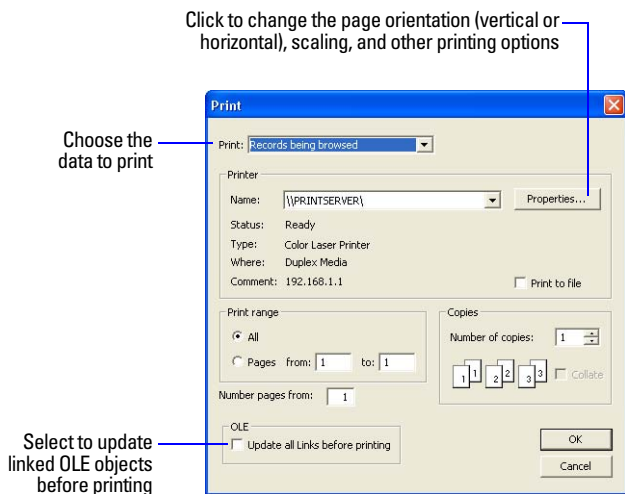 Click to change the page orientation (vertical or
horizontal), scaling, and other printing options
Print
Choose the
data to print
Print: Records being browsed
Printer
Name: \\PRINTSERVER\ Properties...
Status: Ready
Type: Color Laser Printer
Where: Duplex Media
Comment: 192.168.1.1
Print to file
Print range
All
Pages from: 1 to: 1
Copies
Number of copies: 1
1 1 2 2 3 3 Collate
Number pages from: 1
OLE
Update all Links before printing
Select to update
linked OLE objects
before printing
OK
Cancel